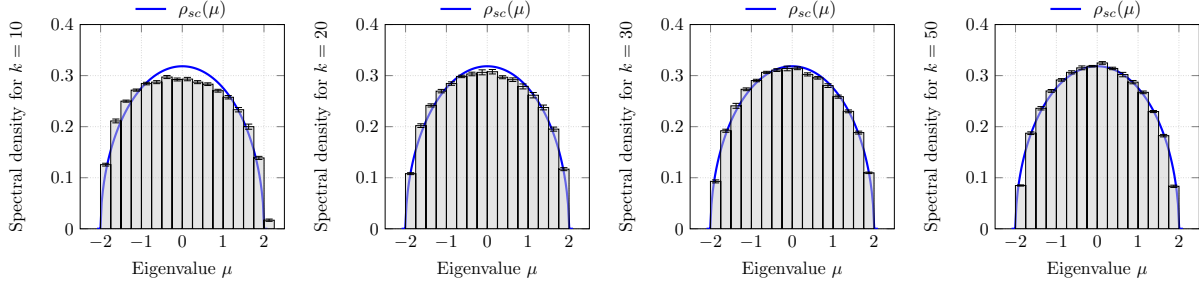 ρsc(μ)
Spectral density for k = 10
0.4
0.3
0.2
0.1
0
−2 −1 0 1 2
Eigenvalue μ
ρsc(μ)
Spectral density for k = 20
0.4
0.3
0.2
0.1
0
−2 −1 0 1 2
Eigenvalue μ
ρsc(μ)
Spectral density for k = 30
0.4
0.3
0.2
0.1
0
−2 −1 0 1 2
Eigenvalue μ
ρsc(μ)
Spectral density for k = 50
0.4
0.3
0.2
0.1
0
−2 −1 0 1 2
Eigenvalue μ